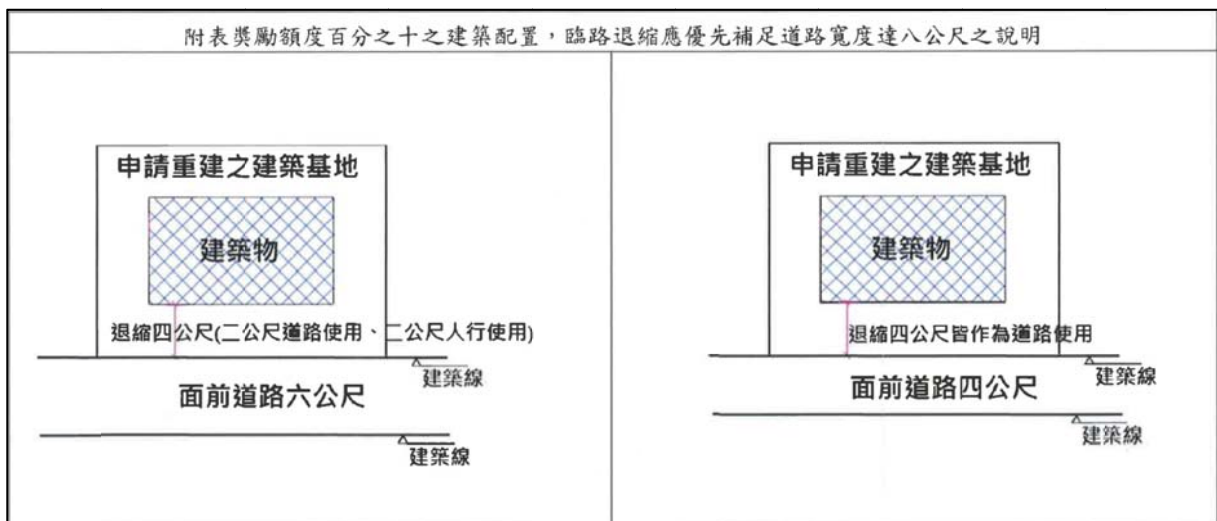 附表獎勵額度百分之十之建築配置，臨路退縮應優先補足道路寬度達八公尺之說明
申請重建之建築基地
建築物
退縮四公尺(二公尺道路使用、二公尺人行使用)
建築線
面前道路六公尺
建築線
申請重建之建築基地
建築物
退縮四公尺皆作為道路使用
建築線
面前道路四公尺
建築線